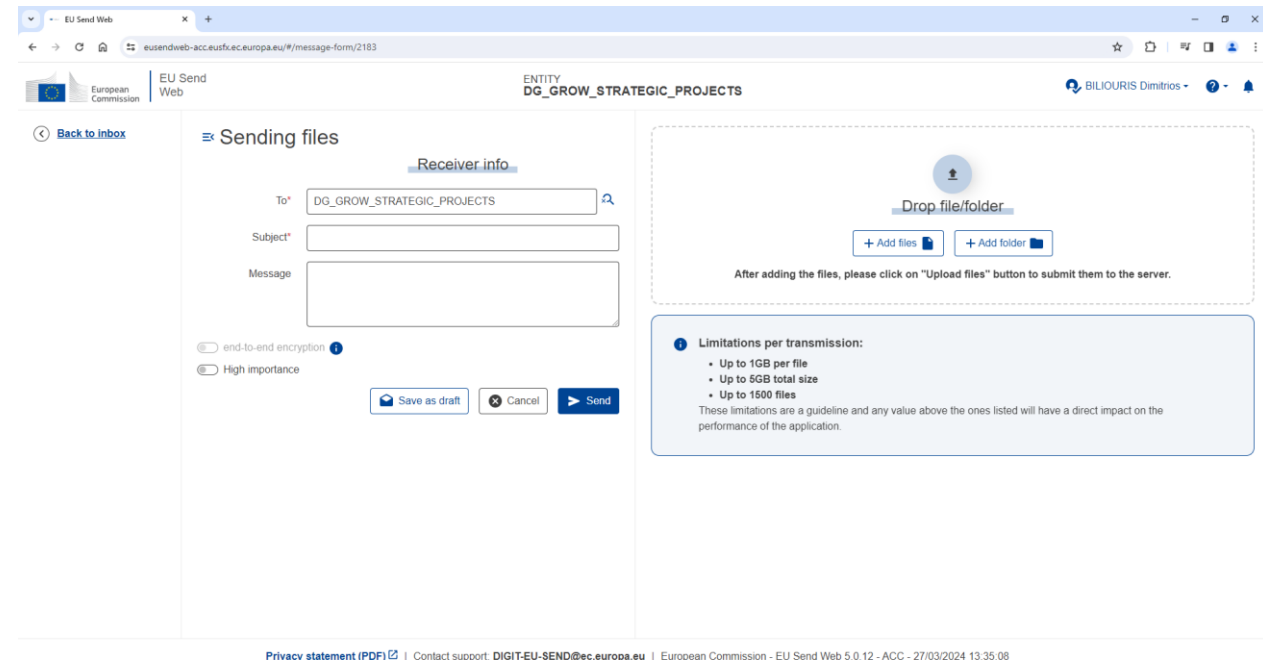 EU Send Web
eusendweb-acc.eusfx.ec.europa.eu/#/message-form/2183
European
Commission
EU Send
Web
ENTITY
DG_GROW_STRATEGIC_PROJECTS
BILIOURIS Dimitrios
Back to inbox
Sending files
Receiver info
To*
DG_GROW_STRATEGIC_PROJECTS
Subject*
Message
end-to-end encryption
High importance
Save as draft
Cancel
Send
Drop file/folder
+ Add files
+ Add folder
After adding the files, please click on "Upload files" button to submit them to the server.
Limitations per transmission:
• Up to 1GB per file
• Up to 5GB total size
• Up to 1500 files
These limitations are a guideline and any value above the ones listed will have a direct impact on the
performance of the application.
Privacy statement (PDF) | Contact support: DIGIT-EU-SEND@ec.europa.eu | European Commission - EU Send Web 5.0.12 - ACC - 27/03/2024 13:35:08